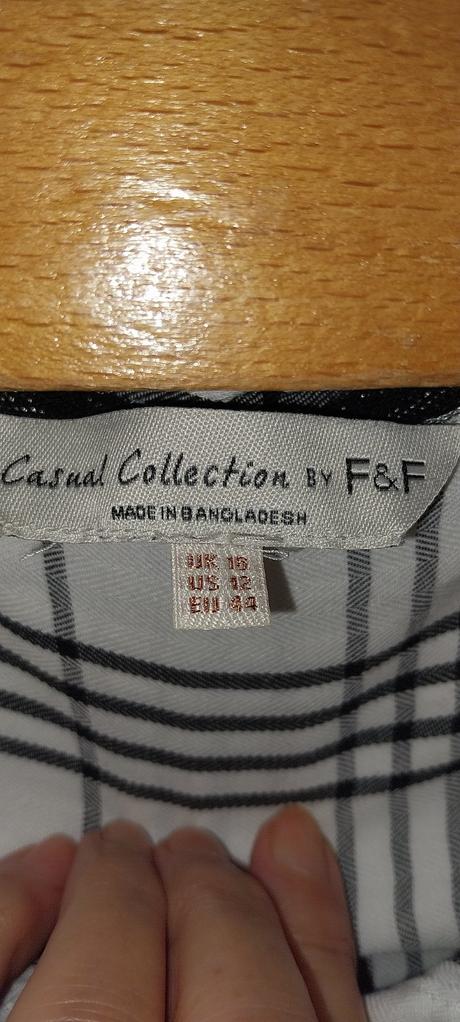 Casual Collection BY F&F
MADE IN BANGLADESH
UK 16
US 12
EU 44